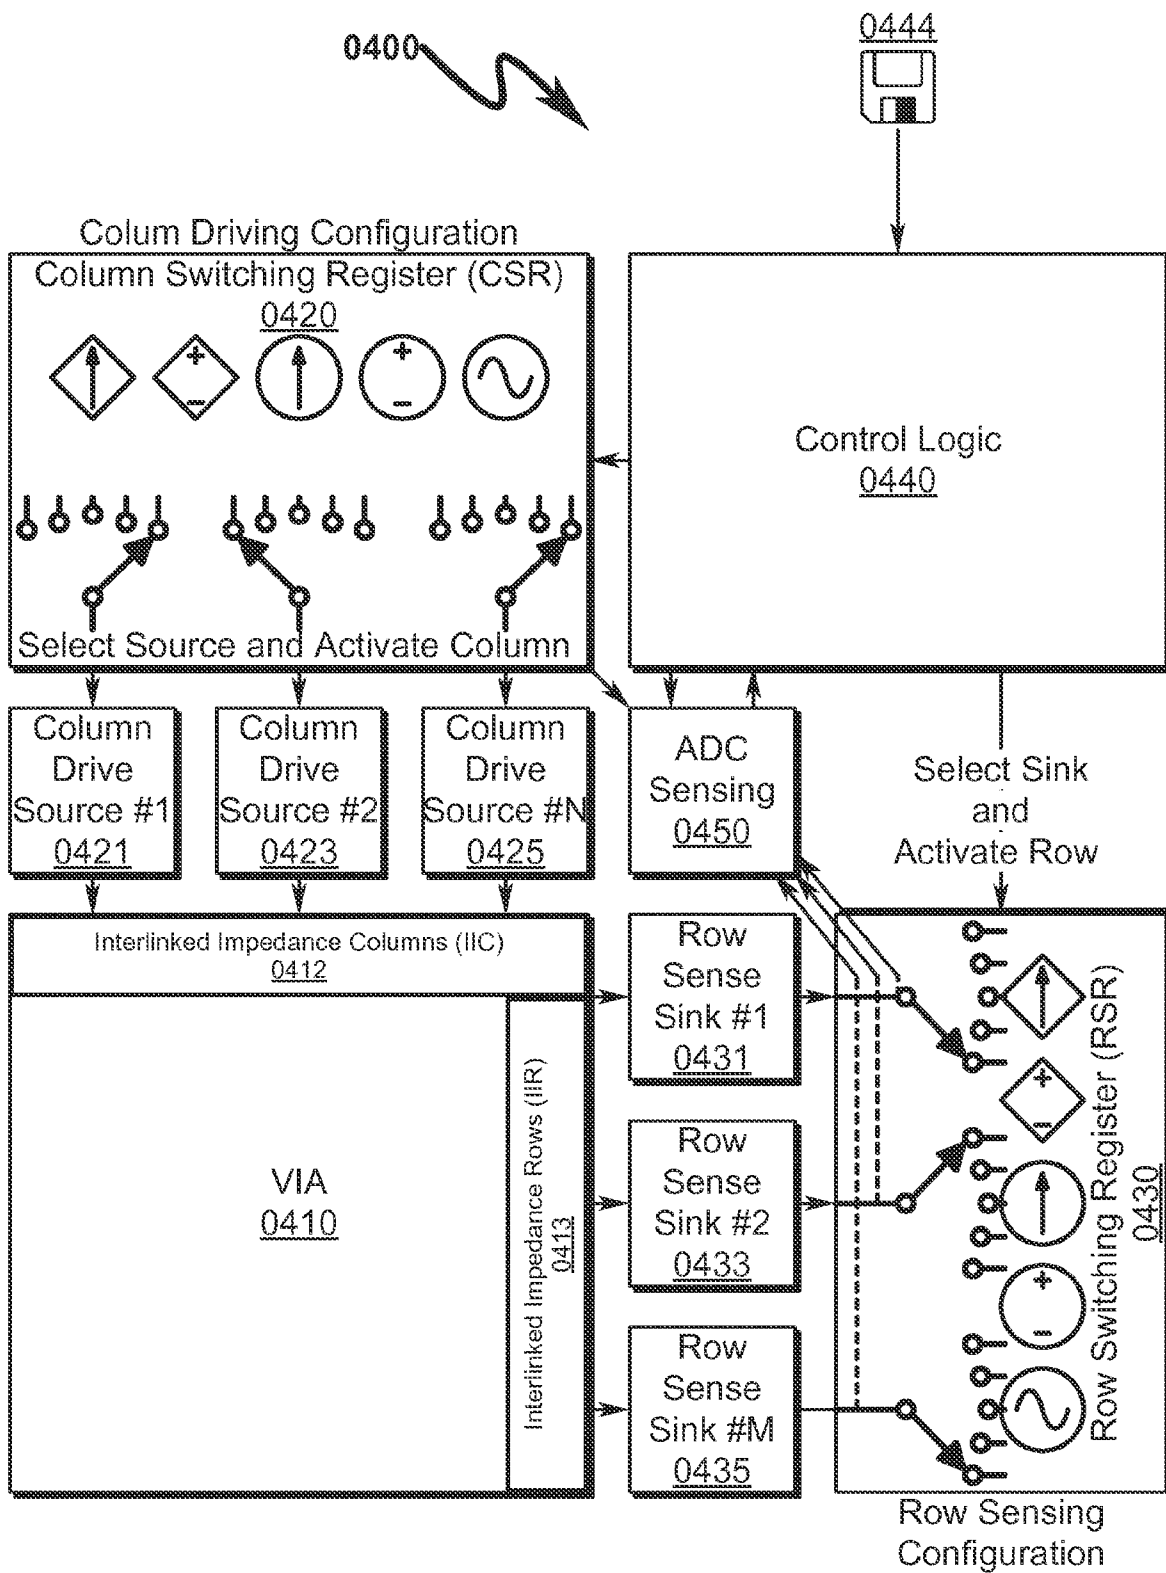 0400
0444
Colum Driving Configuration
Column Switching Register (CSR)
0420
+
−
+
−
Select Source and Activate Column
Control Logic
0440
Column
Drive
Source #1
0421
Column
Drive
Source #2
0423
Column
Drive
Source #N
0425
ADC
Sensing
0450
Select Sink
and
Activate Row
Interlinked Impedance Columns (IIC)
0412
VIA
0410
Interlinked Impedance Rows (IIR)
0413
Row
Sense
Sink #1
0431
Row
Sense
Sink #2
0433
Row
Sense
Sink #M
0435
+
−
+
−
Row Switching Register (RSR)
0430
Row Sensing
Configuration